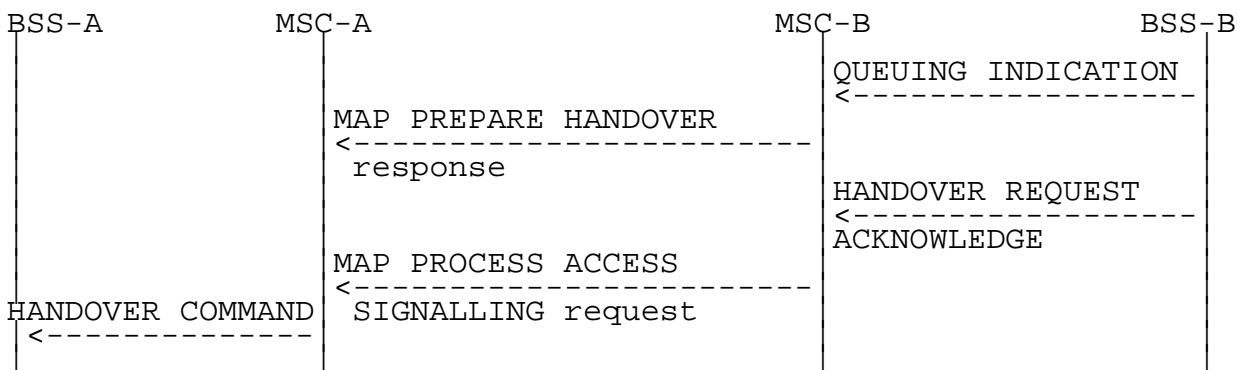 BSS-A MSC-A MSC-B BSS-B
QUEUING INDICATION
MAP PREPARE HANDOVER
response
HANDOVER REQUEST
ACKNOWLEDGE
MAP PROCESS ACCESS
HANDOVER COMMAND SIGNALLING request